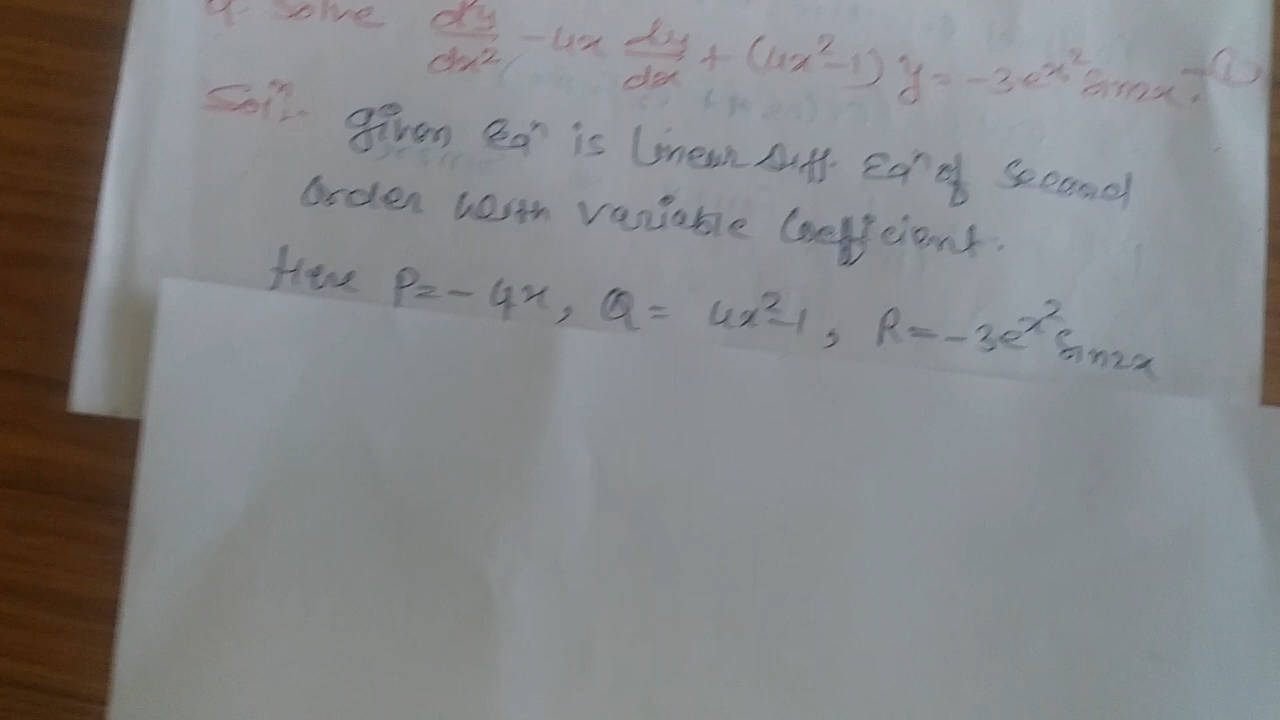 Q. Solve d²y/dx² - 4x dy/dx + (4x²-1) y = -3e^x² Sin2x. -①
Solⁿ:- given Eqⁿ is Linear Diff. Eqⁿ of Second
Order with variable Coefficient.
Here P=-4x, Q= 4x²-1, R=-3e^x² Sin2x